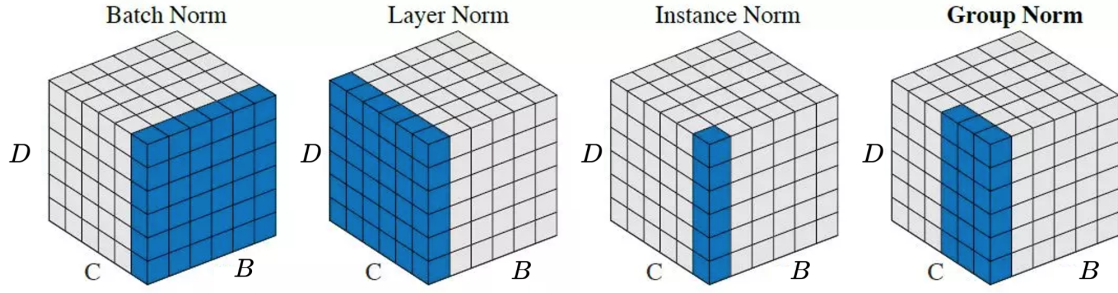 Batch Norm Layer Norm Instance Norm Group Norm
D D D D
C B C B C B C B